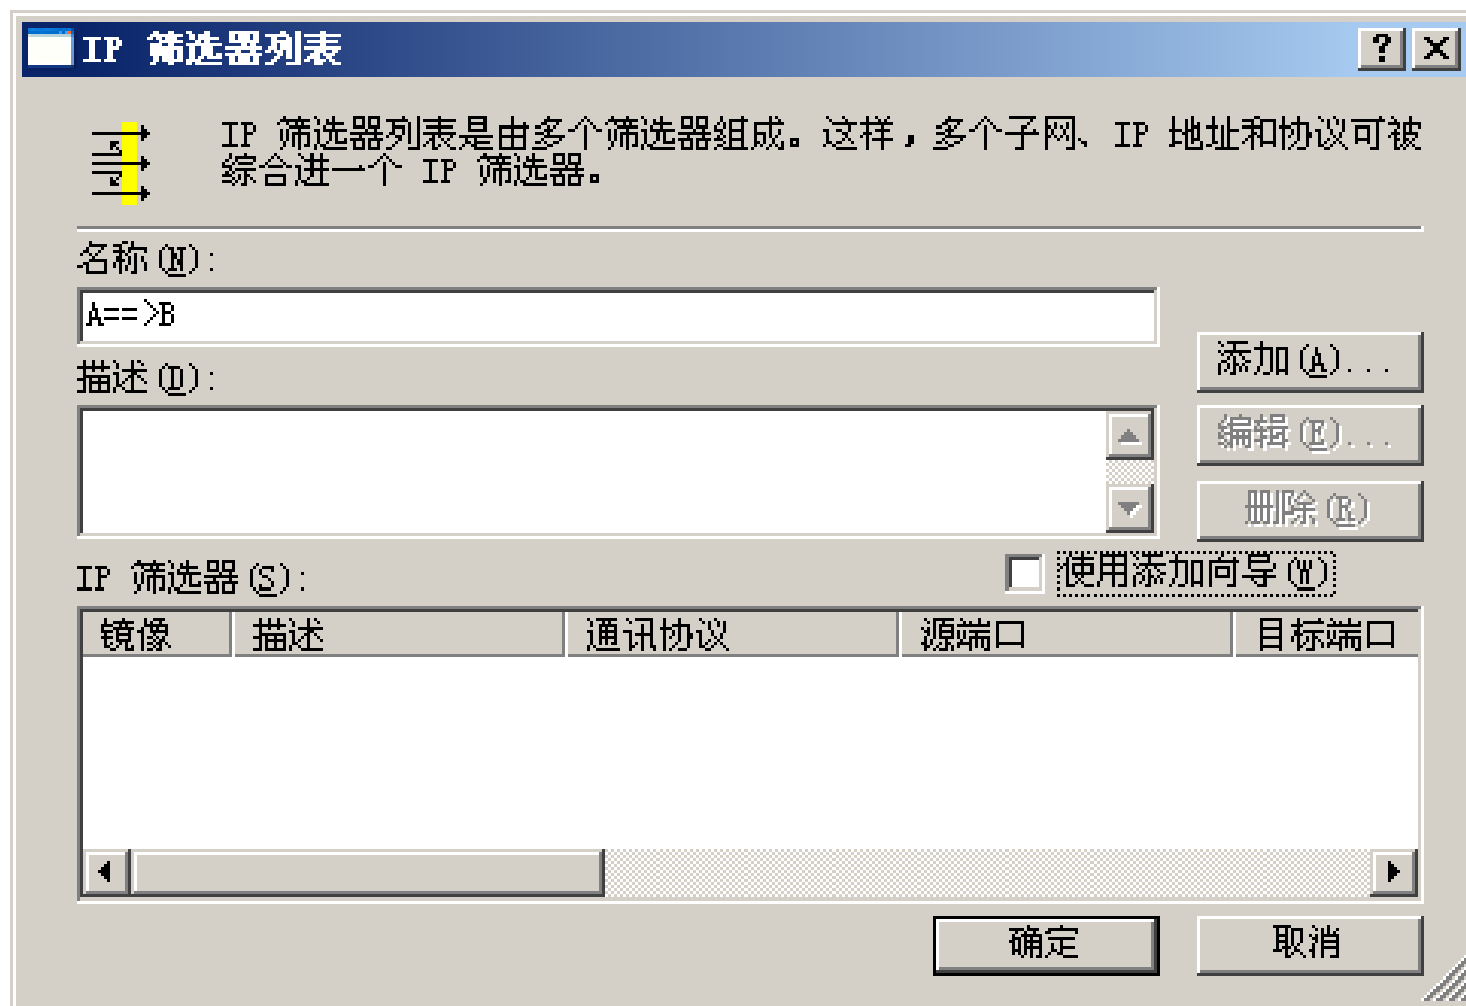 IP 筛选器列表
IP 筛选器列表是由多个筛选器组成。这样，多个子网、IP 地址和协议可被
综合进一个 IP 筛选器。
名称(N):
A==>B
添加(A)...
描述(D):
编辑(E)...
删除(R)
IP 筛选器(S):
使用添加向导(W)
镜像 描述 通讯协议 源端口 目标端口
确定 取消